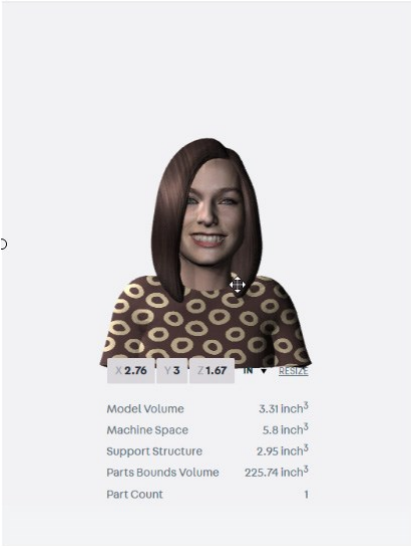 X 2.76 Y 3 Z 1.67 IN RESIZE
Model Volume 3.31 inch³
Machine Space 5.8 inch³
Support Structure 2.95 inch³
Parts Bounds Volume 225.74 inch³
Part Count 1